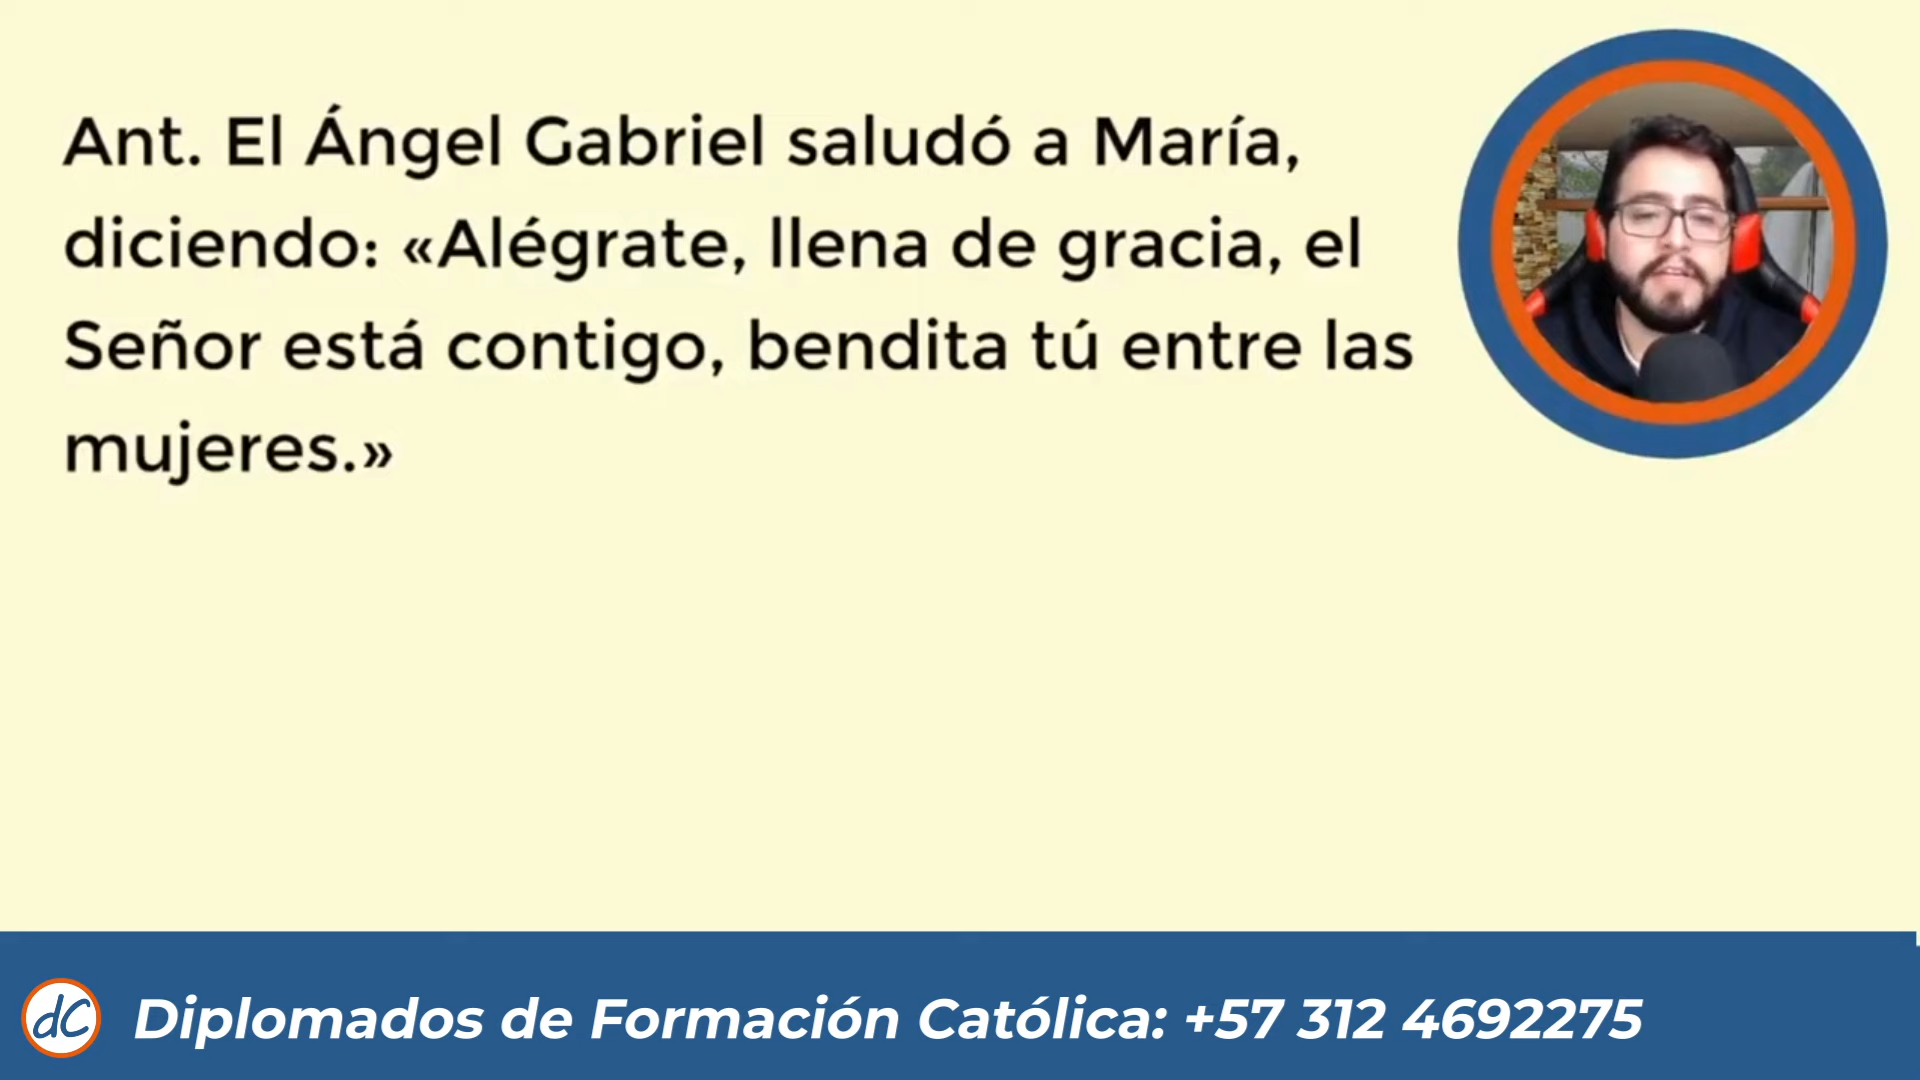 Ant. El Ángel Gabriel saludó a María,
diciendo: «Alégrate, llena de gracia, el
Señor está contigo, bendita tú entre las
mujeres.»
dC
Diplomados de Formación Católica: +57 312 4692275